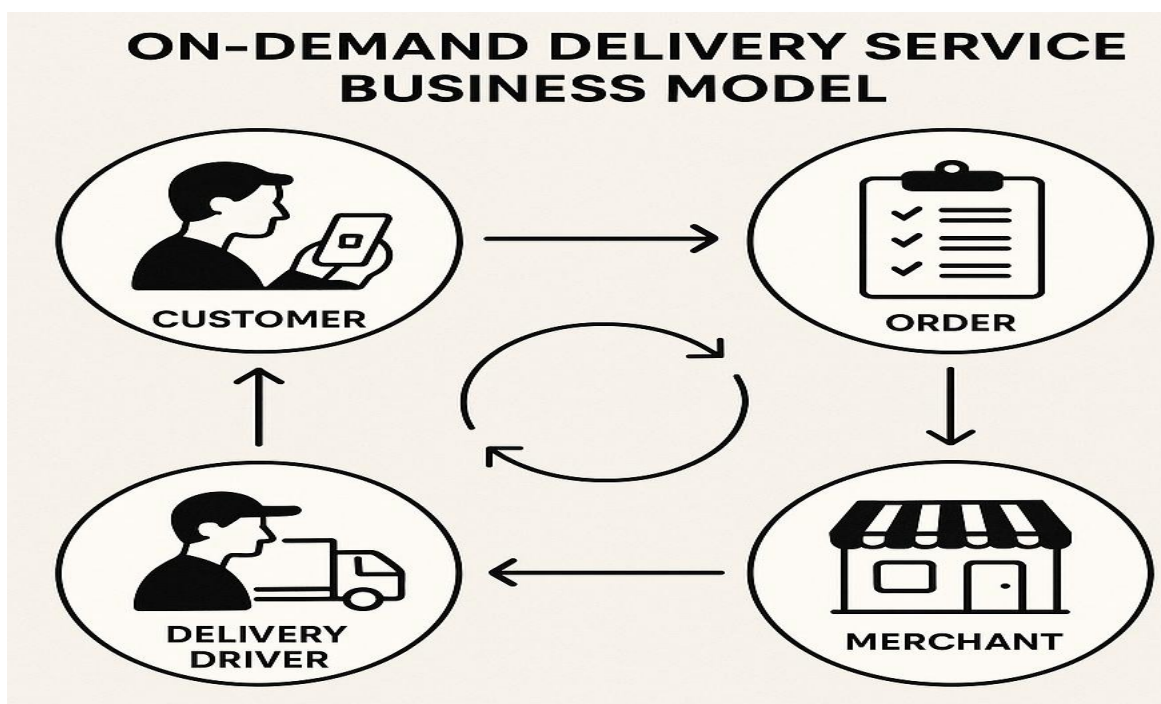 ON-DEMAND DELIVERY SERVICE
BUSINESS MODEL
CUSTOMER
ORDER
DELIVERY
DRIVER
MERCHANT